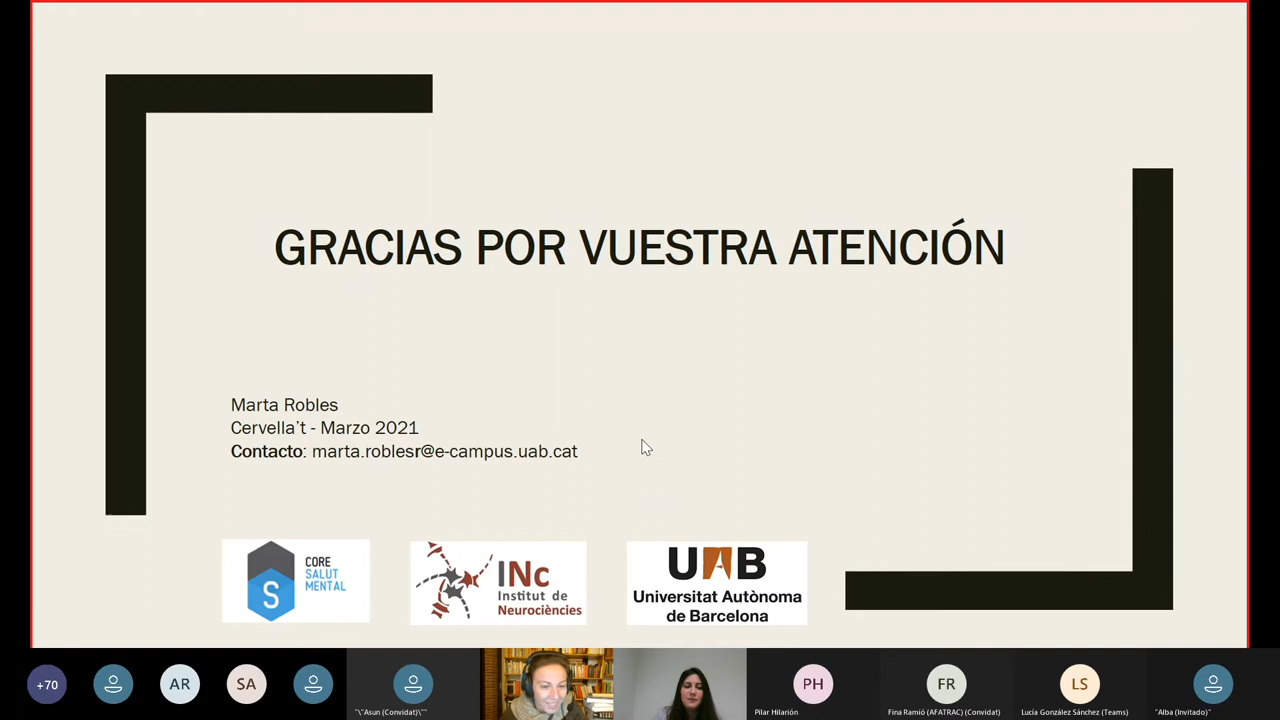 GRACIAS POR VUESTRA ATENCIÓN
Marta Robles
Cervella't - Marzo 2021
Contacto: marta.roblesr@e-campus.uab.cat
S
CORE
SALUT
MENTAL
INc
Institut de
Neurociències
UAB
Universitat Autònoma
de Barcelona
+70
AR
SA
"\"Asun (Convidat)\""
PH
Pilar Hilarión
FR
Fina Ramió (AFATRAC) (Convidat)
LS
Lucía González Sánchez (Teams)
"Alba (Invitado)"